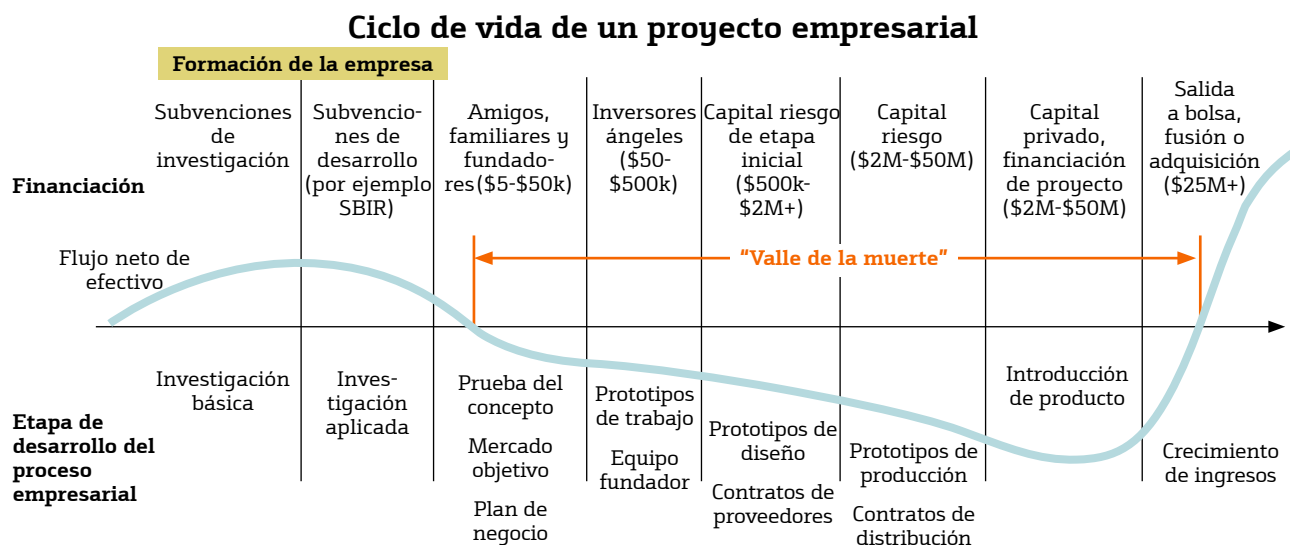 Ciclo de vida de un proyecto empresarial
Formación de la empresa
Financiación
Subvenciones
de
investigación
Subvencio-
nes de
desarrollo
(por ejemplo
SBIR)
Amigos,
familiares y
fundado-
res($5-$50k)
Inversores
ángeles
($50-
$500k)
Capital riesgo
de etapa
inicial
($500k-
$2M+)
Capital
riesgo
($2M-$50M)
Capital
privado,
financiación
de proyecto
($2M-$50M)
Salida
a bolsa,
fusión o
adquisición
($25M+)
Flujo neto de
efectivo
“Valle de la muerte“
Etapa de
desarrollo del
proceso
empresarial
Investigación
básica
Inves-
tigación
aplicada
Prueba del
concepto
Mercado
objetivo
Plan de
negocio
Prototipos
de trabajo
Equipo
fundador
Prototipos de
diseño
Contratos de
proveedores
Prototipos de
producción
Contratos de
distribución
Introducción
de producto
Crecimiento
de ingresos